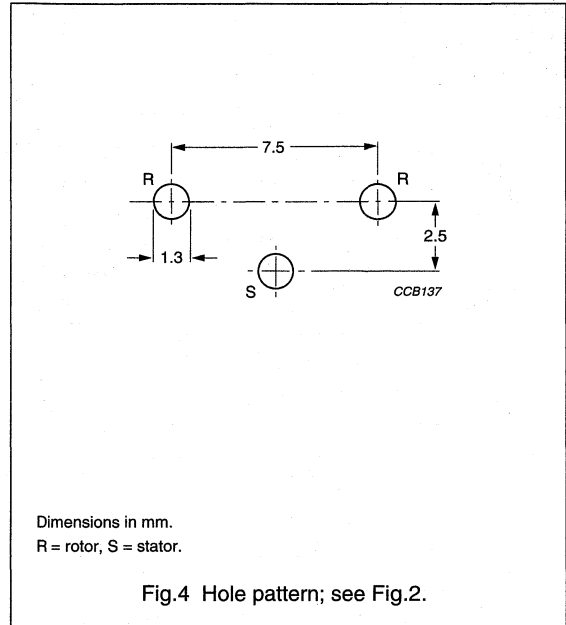 7.5
R R
2.5
1.3
S CCB137
Dimensions in mm.
R = rotor, S = stator.
Fig.4 Hole pattern; see Fig.2.